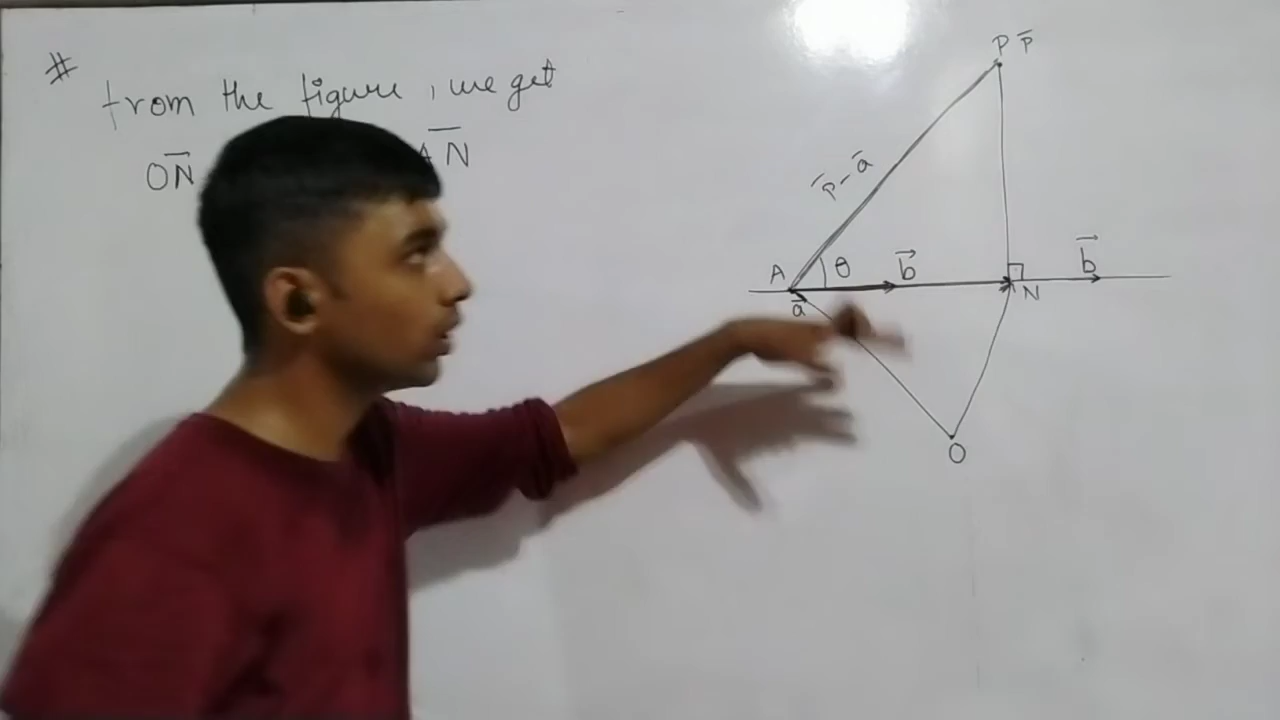 #
from the figure, we get
ON̅ AN̅
P p̅
p̅-a̅
A θ b⃗ b⃗
a⃗ N
O